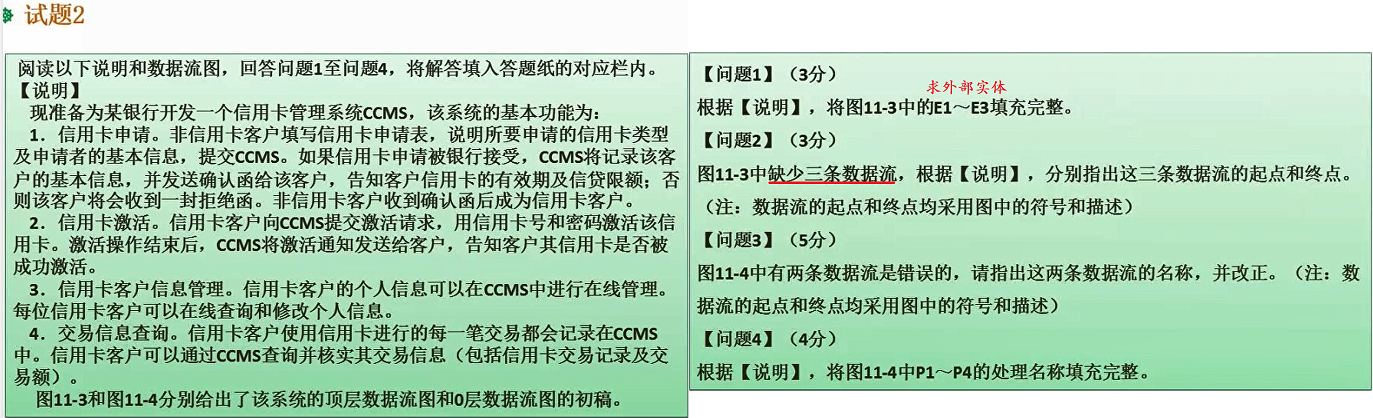 试题2
阅读以下说明和数据流图，回答问题1至问题4，将解答填入答题纸的对应栏内。
【说明】
现准备为某银行开发一个信用卡管理系统CCMS，该系统的基本功能为：
1．信用卡申请。非信用卡客户填写信用卡申请表，说明所要申请的信用卡类型
及申请者的基本信息，提交CCMS。如果信用卡申请被银行接受，CCMS将记录该客
户的基本信息，并发送确认函给该客户，告知客户信用卡的有效期及信贷限额；否
则该客户将会收到一封拒绝函。非信用卡客户收到确认函后成为信用卡客户。
2．信用卡激活。信用卡客户向CCMS提交激活请求，用信用卡号和密码激活该信
用卡。激活操作结束后，CCMS将激活通知发送给客户，告知客户其信用卡是否被
成功激活。
3．信用卡客户信息管理。信用卡客户的个人信息可以在CCMS中进行在线管理。
每位信用卡客户可以在线查询和修改个人信息。
4．交易信息查询。信用卡客户使用信用卡进行的每一笔交易都会记录在CCMS
中。信用卡客户可以通过CCMS查询并核实其交易信息（包括信用卡交易记录及交
易额）。
图11-3和图11-4分别给出了该系统的顶层数据流图和0层数据流图的初稿。
【问题1】（3分）
求外部实体
根据【说明】，将图11-3中的E1～E3填充完整。
【问题2】（3分）
图11-3中缺少三条数据流，根据【说明】，分别指出这三条数据流的起点和终点。
（注：数据流的起点和终点均采用图中的符号和描述）
【问题3】（5分）
图11-4中有两条数据流是错误的，请指出这两条数据流的名称，并改正。（注：数
据流的起点和终点均采用图中的符号和描述）
【问题4】（4分）
根据【说明】，将图11-4中P1～P4的处理名称填充完整。